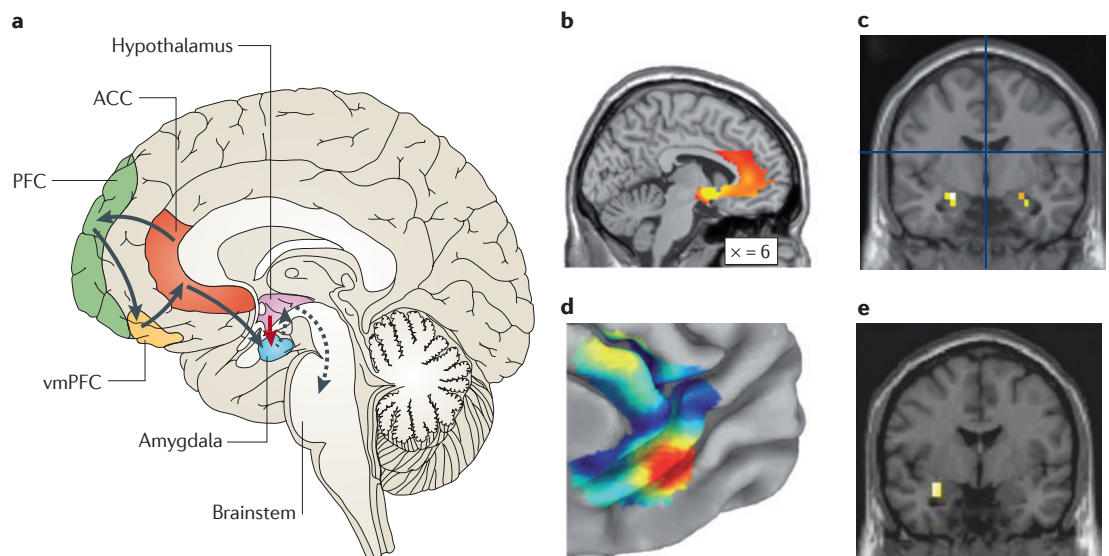 a
Hypothalamus
ACC
PFC
vmPFC
Amygdala
Brainstem
b
× = 6
c
d
e